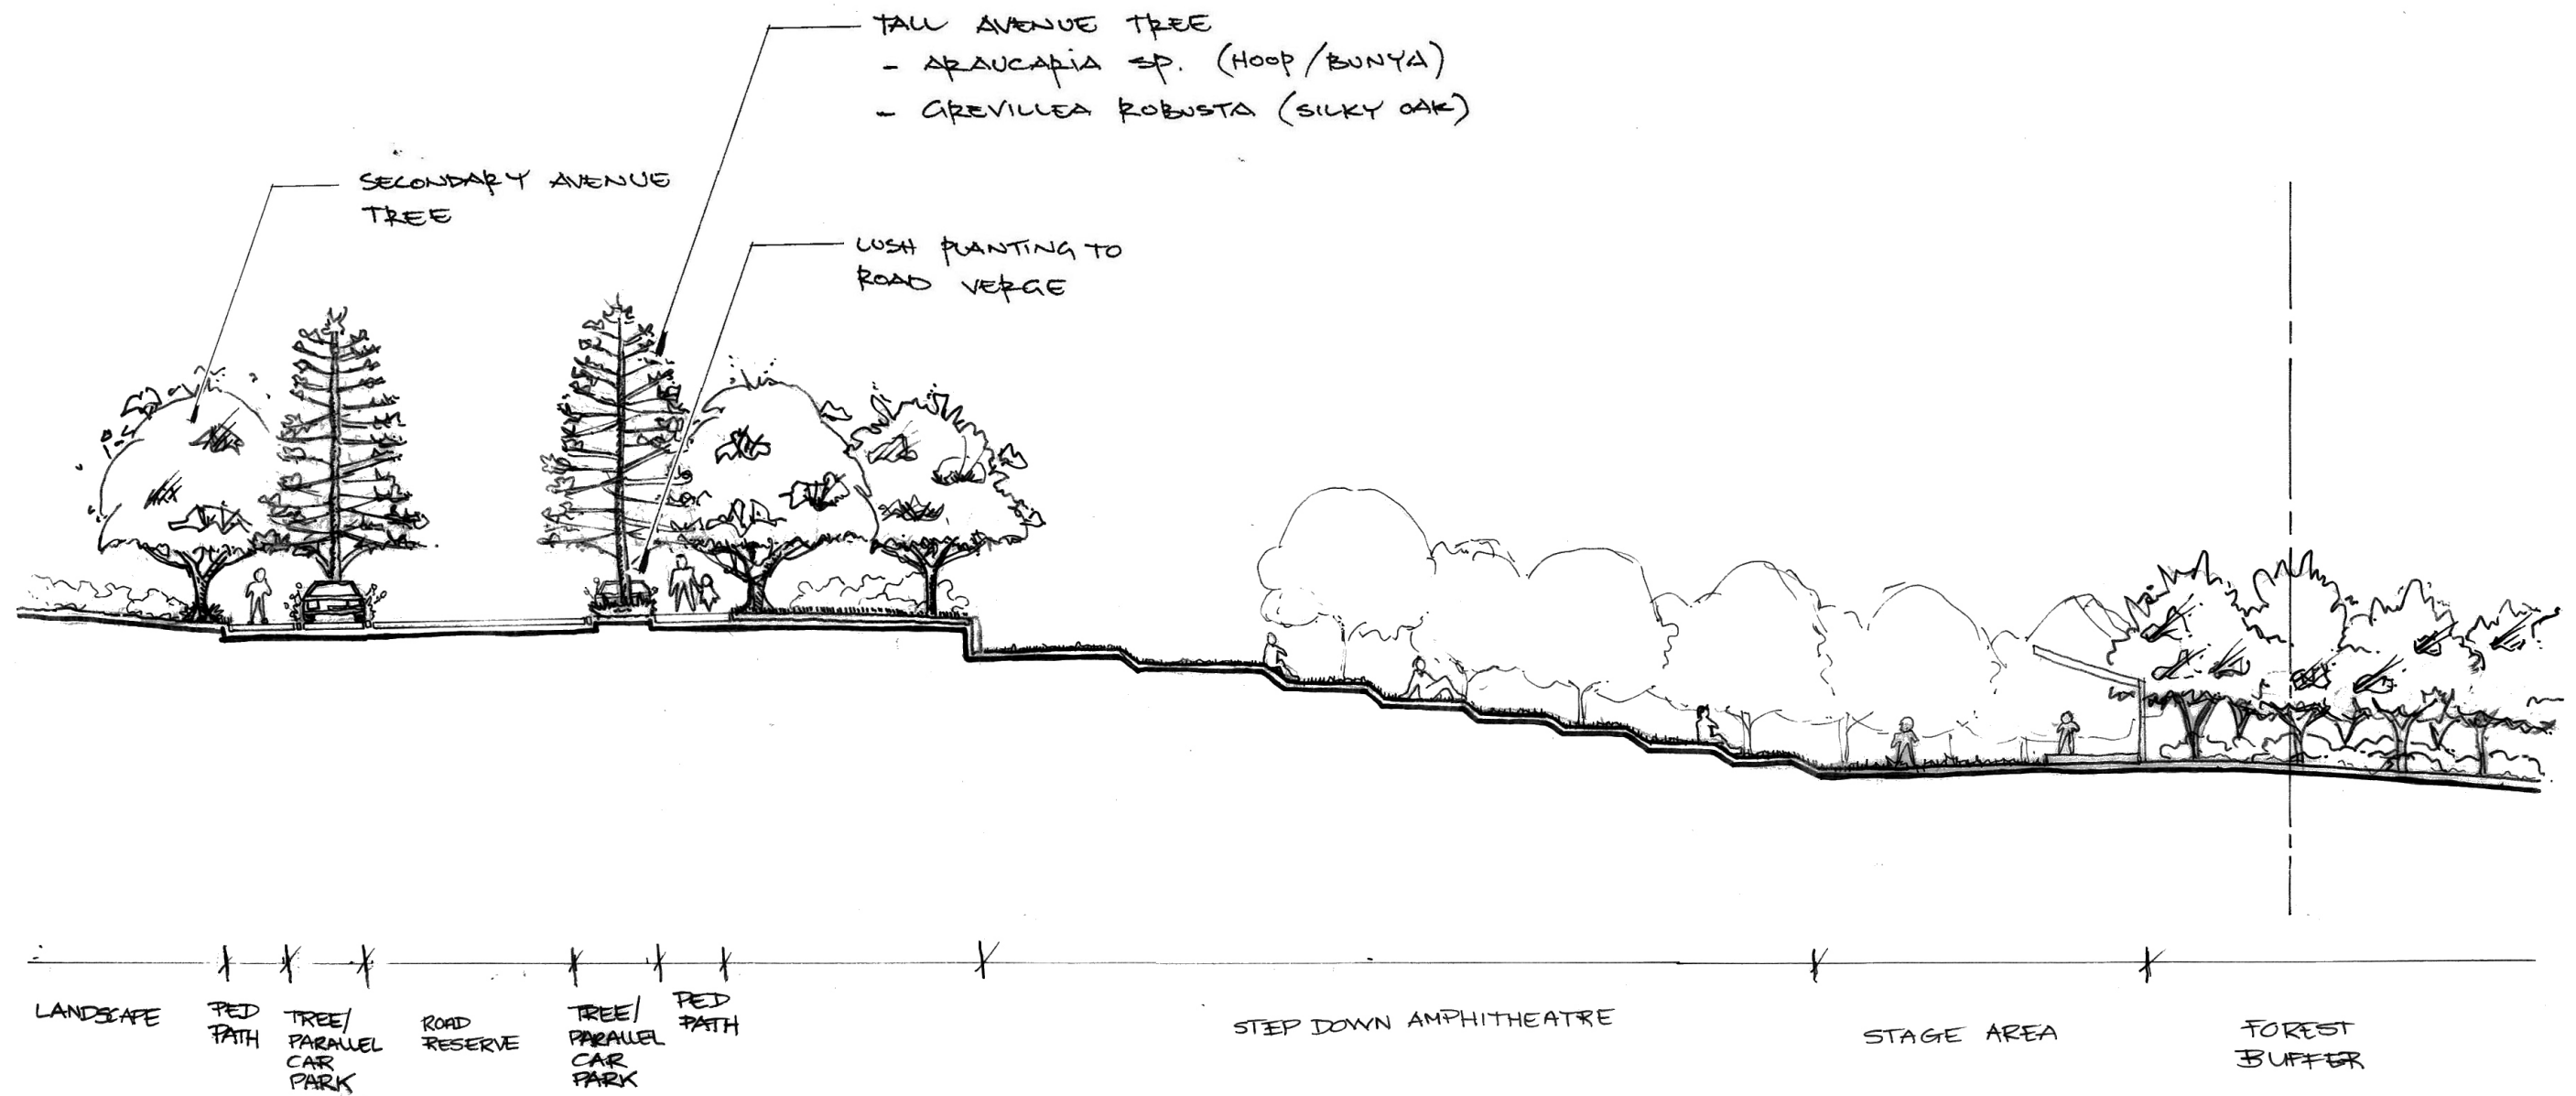 TALL AVENUE TREE
- ARAUCARIA SP. (HOOP/BUNYA)
- GREVILLEA ROBUSTA (SILKY OAK)
SECONDARY AVENUE
TREE
LUSH PLANTING TO
ROAD VERGE
LANDSCAPE
PED
PATH
TREE/
PARALLEL
CAR
PARK
ROAD
RESERVE
TREE/
PARALLEL
CAR
PARK
PED
PATH
STEP DOWN AMPHITHEATRE
STAGE AREA
FOREST
BUFFER